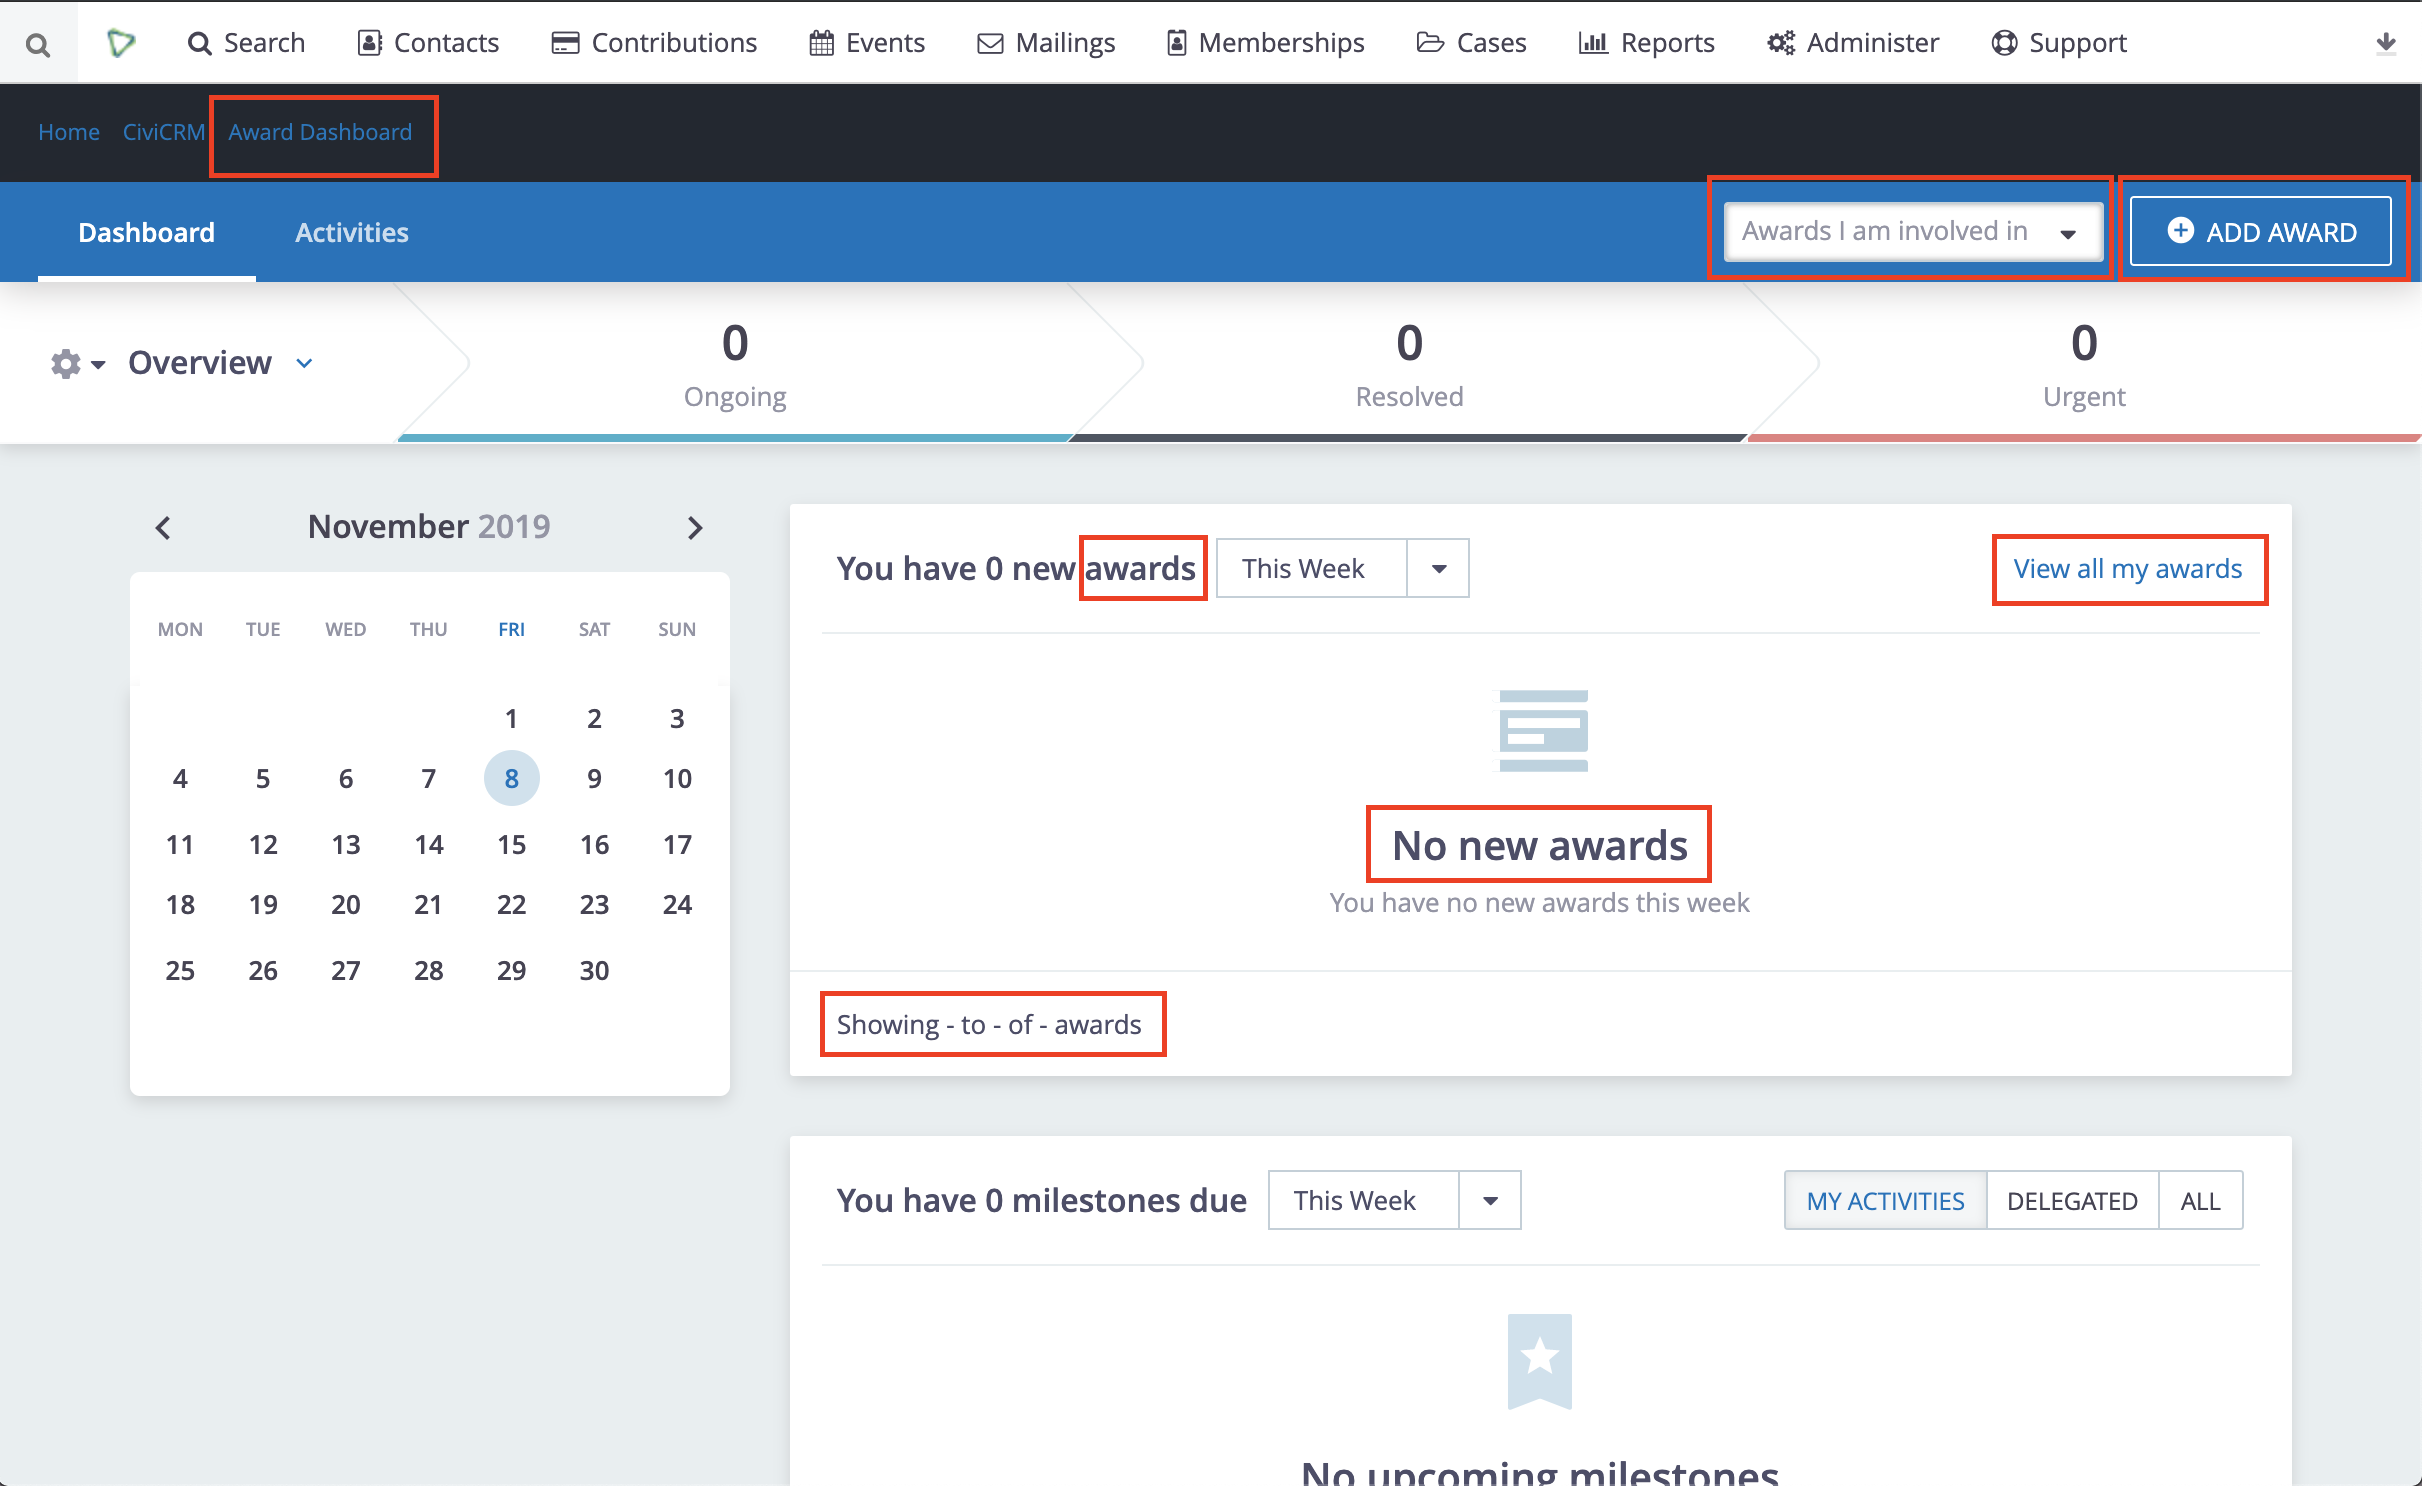 Search Contacts Contributions Events Mailings Memberships Cases Reports Administer Support
Home CiviCRM Award Dashboard
Dashboard Activities Awards I am involved in ADD AWARD
Overview
0
Ongoing
0
Resolved
0
Urgent
November 2019
MON TUE WED THU FRI SAT SUN
1 2 3
4 5 6 7 8 9 10
11 12 13 14 15 16 17
18 19 20 21 22 23 24
25 26 27 28 29 30
You have 0 new awards This Week View all my awards
No new awards
You have no new awards this week
Showing - to - of - awards
You have 0 milestones due This Week MY ACTIVITIES DELEGATED ALL
No upcoming milestones